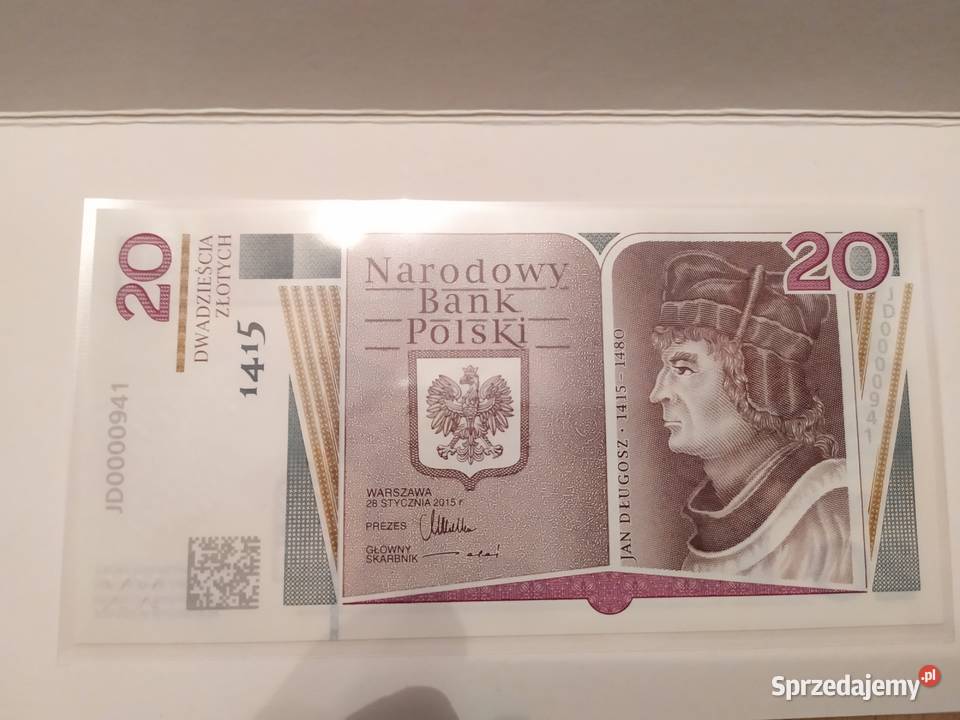 20
DWADZIEŚCIA
ZŁOTYCH
1415
JD0000941
Narodowy
Bank
Polski
WARSZAWA
28 STYCZNIA 2015 r
PREZES
GŁÓWNY
SKARBNIK
JAN DŁUGOSZ · 1415 - 1480
20
JD0000941
Sprzedajemy.pl